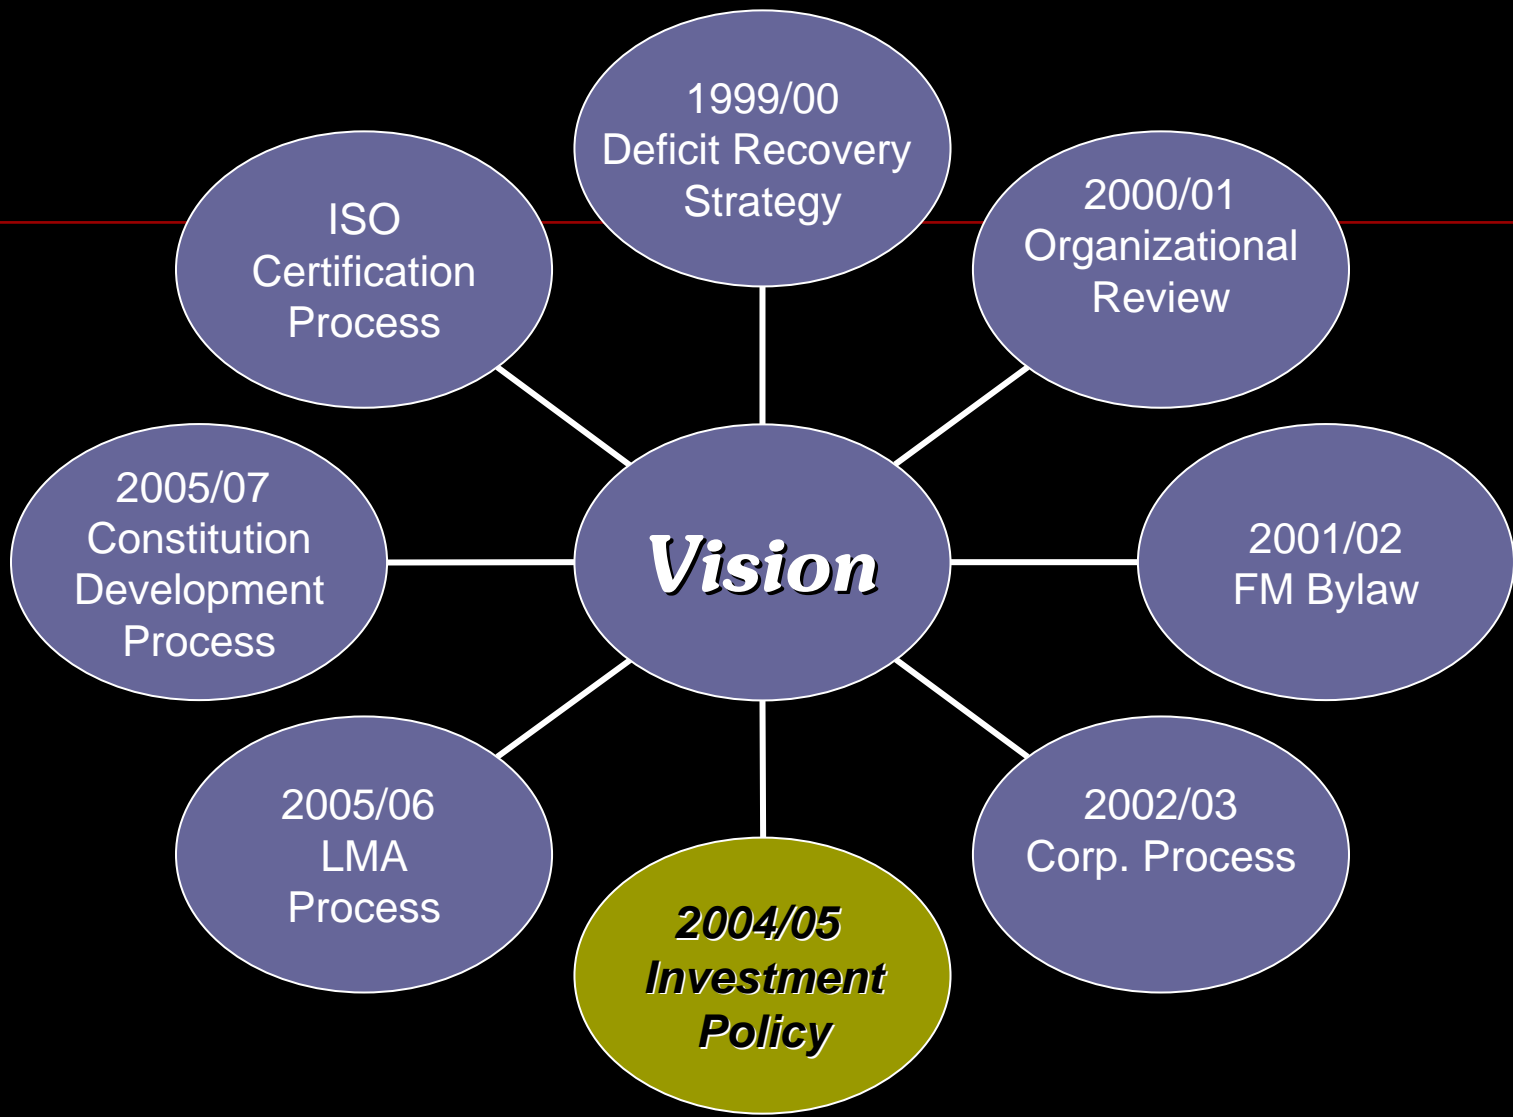 1999/00
Deficit Recovery
Strategy
2000/01
Organizational
Review
2001/02
FM Bylaw
2002/03
Corp. Process
2004/05
Investment
Policy
2005/06
LMA
Process
2005/07
Constitution
Development
Process
ISO
Certification
Process
Vision